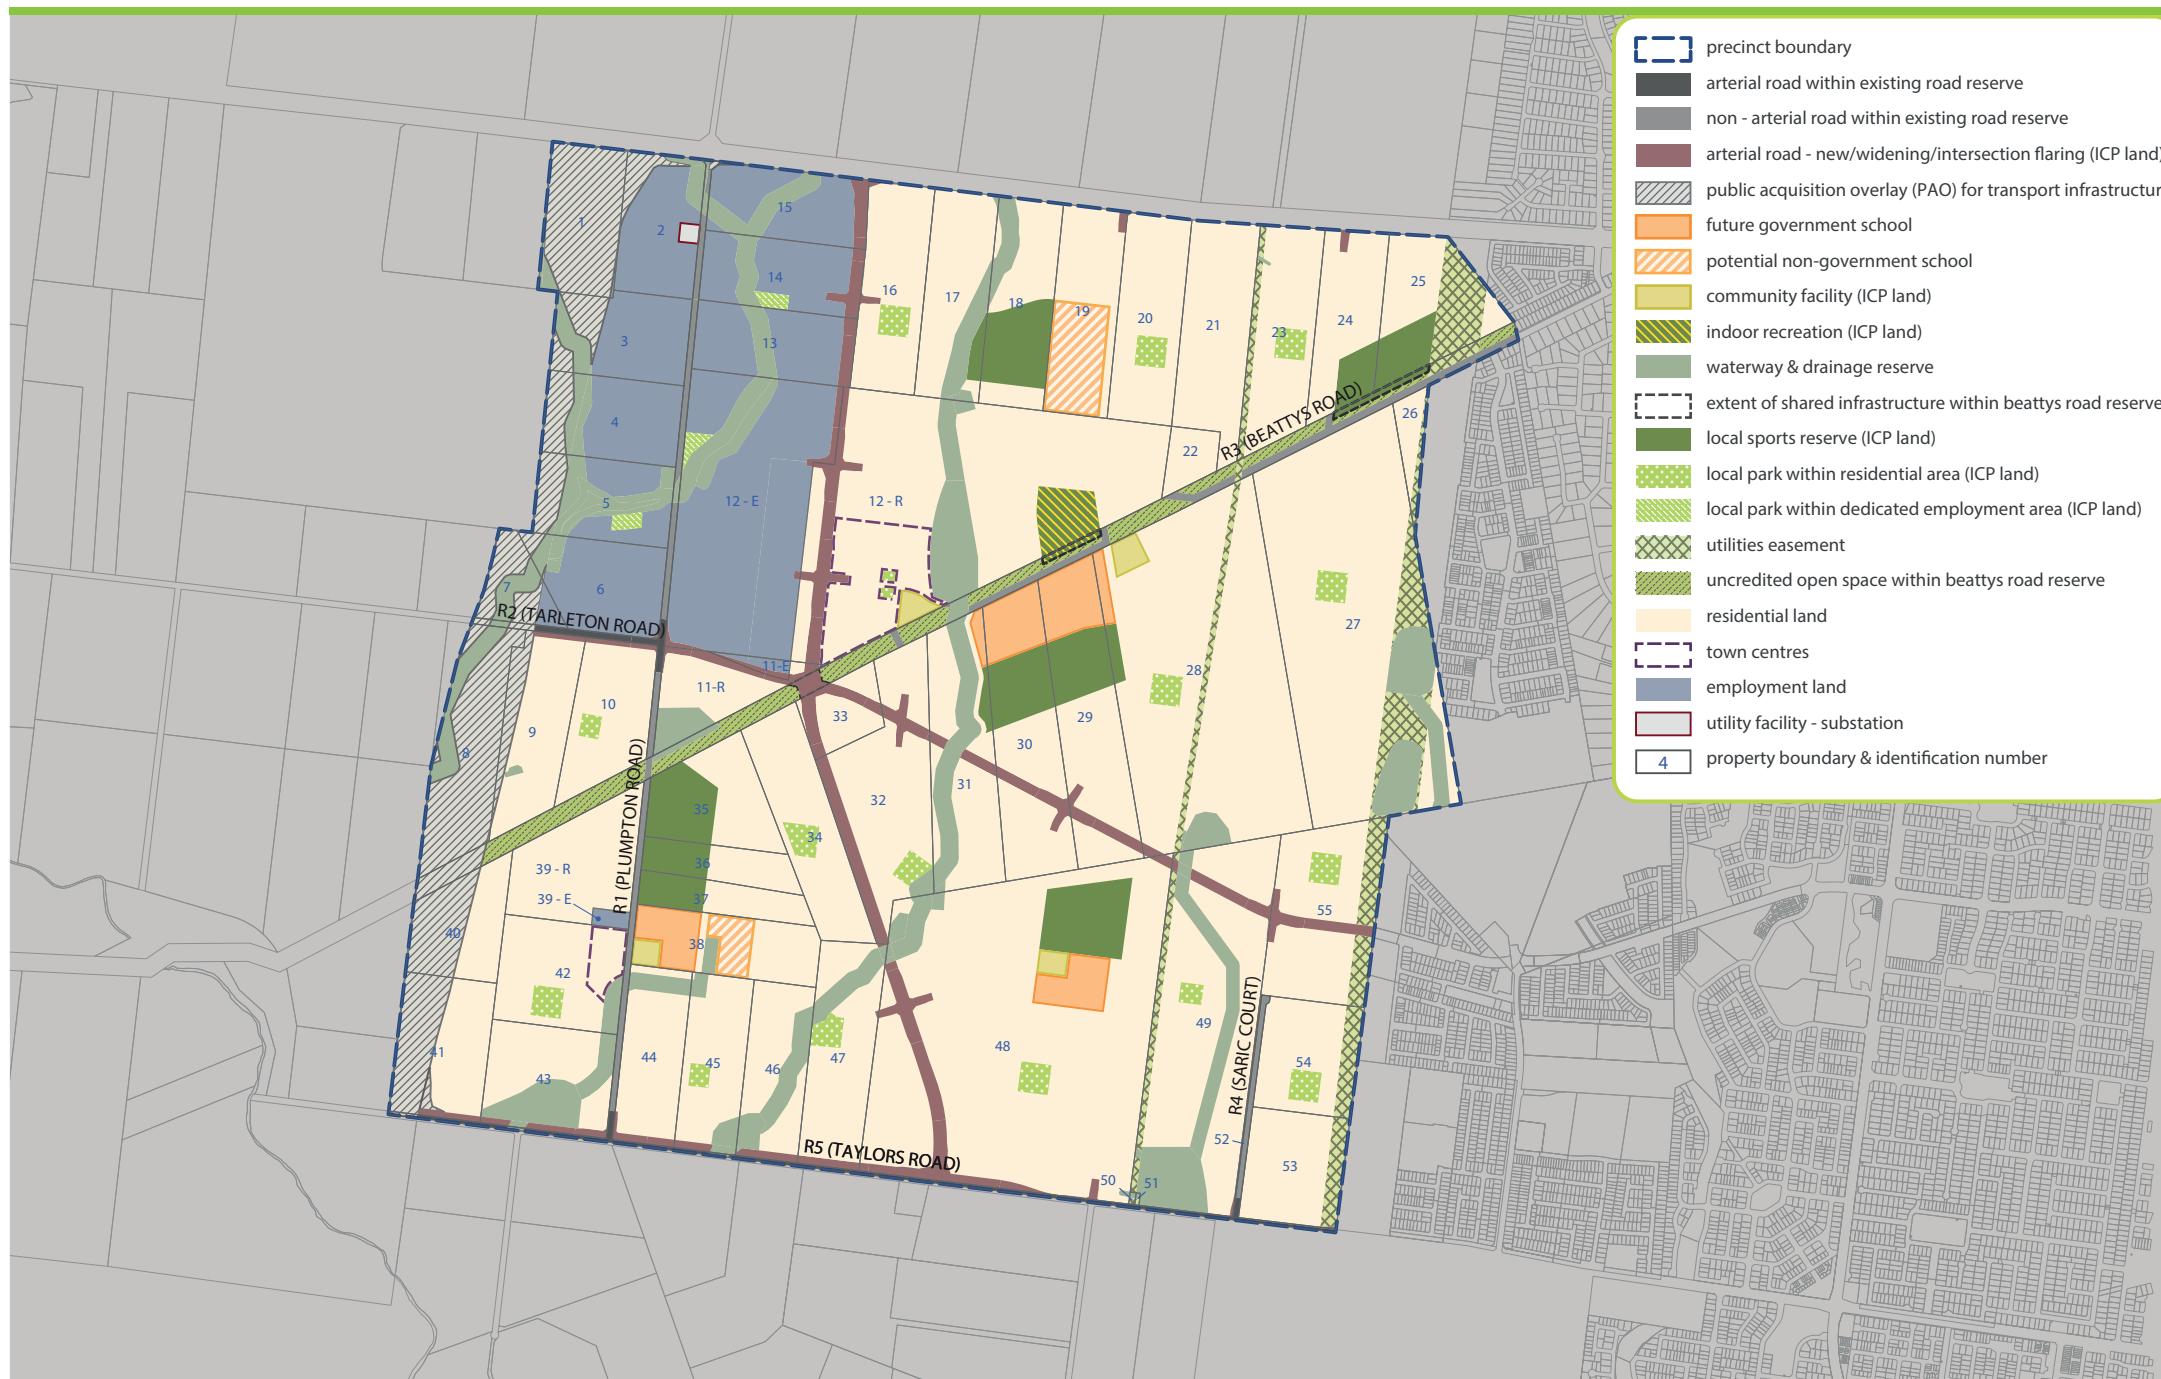 precinct boundary
arterial road within existing road reserve
non - arterial road within existing road reserve
arterial road - new/widening/intersection flaring (ICP land)
public acquisition overlay (PAO) for transport infrastructur
future government school
potential non-government school
community facility (ICP land)
indoor recreation (ICP land)
waterway & drainage reserve
extent of shared infrastructure within beattys road reserve
local sports reserve (ICP land)
local park within residential area (ICP land)
local park within dedicated employment area (ICP land)
utilities easement
uncredited open space within beattys road reserve
residential land
town centres
employment land
utility facility - substation
4 property boundary & identification number
1
2
15
14
16
17
18
19
20
21
23
24
25
3
13
4
5
12 - E
12 - R
22
26
R3 (BEATTYS ROAD)
6
7
R2 (TARLETON ROAD)
27
11-E
11-R
28
10
9
8
33
29
30
31
32
R1 (PLUMPTON ROAD)
35
34
36
37
39 - R
39 - E
38
40
42
55
41
43
44
45
46
47
48
49
R4 (SARIC COURT)
54
52
53
50
51
R5 (TAYLORS ROAD)